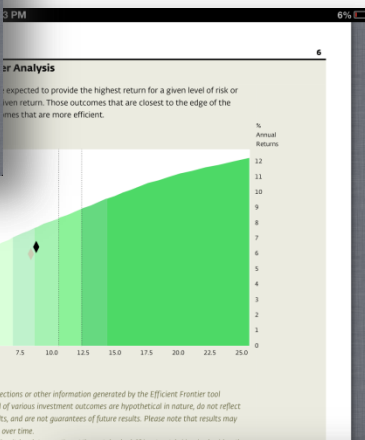 3 PM 6%
6
er Analysis
expected to provide the highest return for a given level of risk or
iven return. Those outcomes that are closest to the edge of the
omes that are more efficient.
%
Annual
Returns
12
11
10
9
8
7
6
5
4
3
2
1
0
7.5 10.0 12.5 15.0 17.5 20.0 22.5 25.0
ections or other information generated by the Efficient Frontier tool
of various investment outcomes are hypothetical in nature, do not reflect
lts, and are not guarantees of future results. Please note that results may
over time.